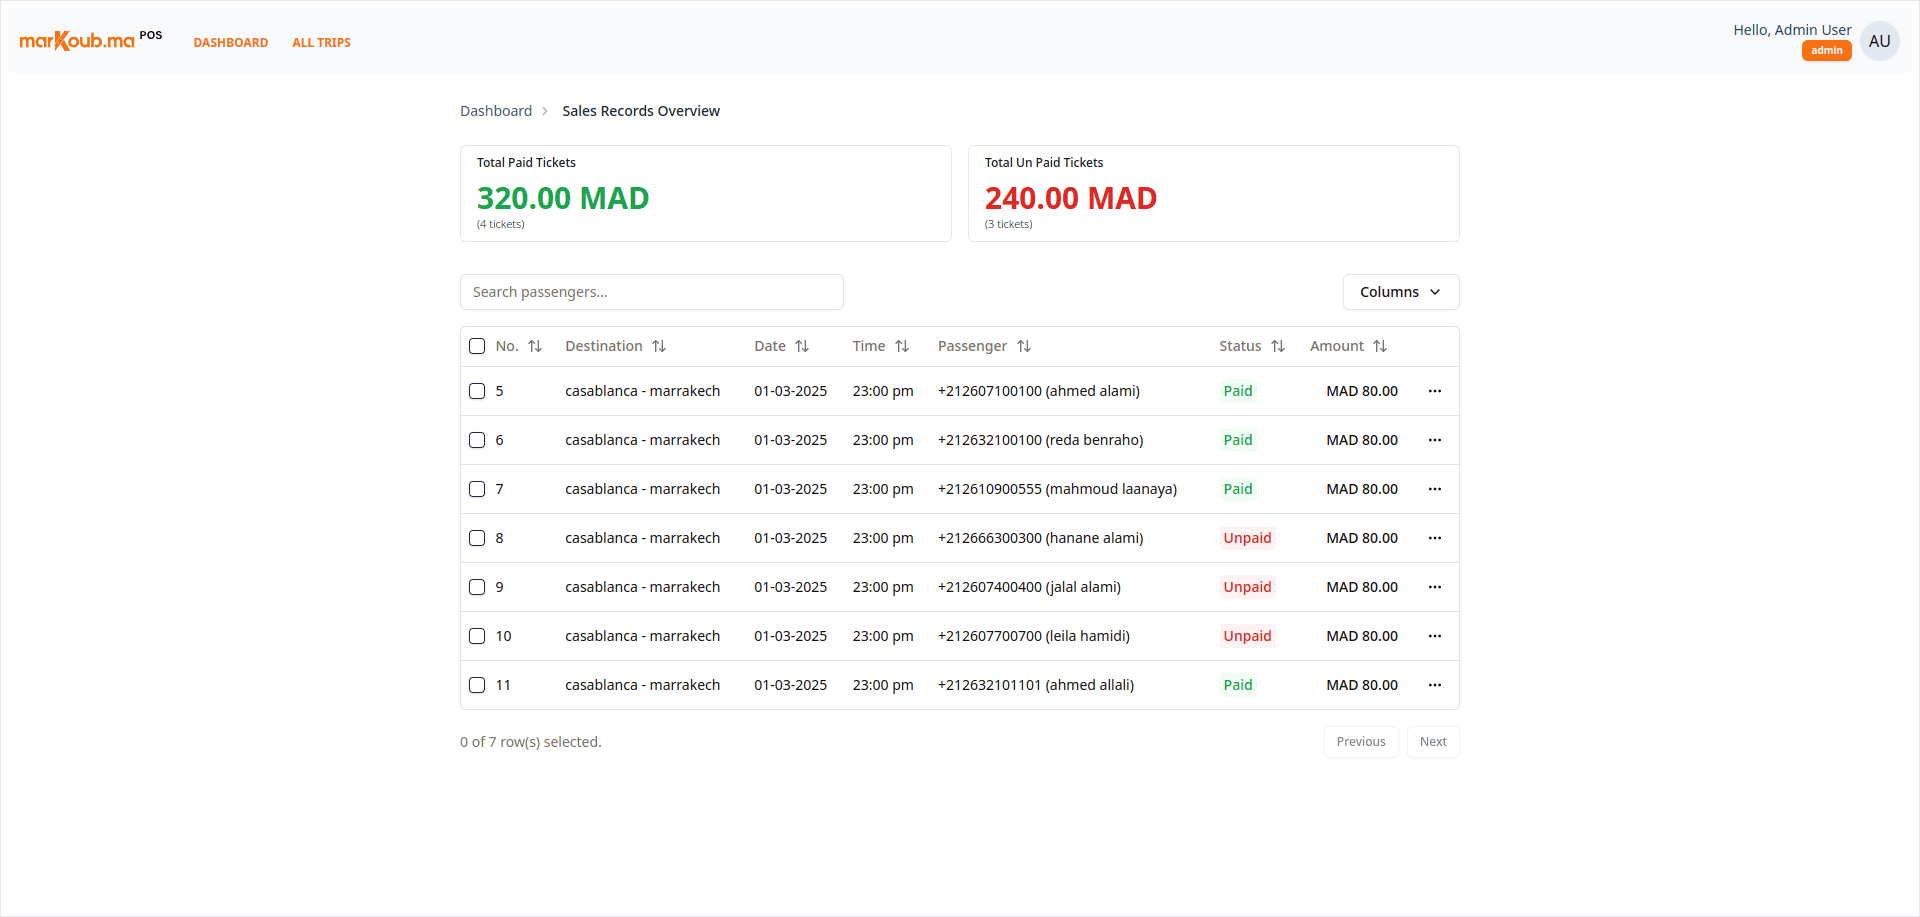 marKoub.ma POS DASHBOARD ALL TRIPS Hello, Admin User AU
admin
Dashboard Sales Records Overview
Total Paid Tickets
320.00 MAD
(4 tickets)
Total Un Paid Tickets
240.00 MAD
(3 tickets)
Search passengers...
Columns
No. Destination Date Time Passenger Status Amount
5 casablanca - marrakech 01-03-2025 23:00 pm +212607100100 (ahmed alami) Paid MAD 80.00 ···
6 casablanca - marrakech 01-03-2025 23:00 pm +212632100100 (reda benraho) Paid MAD 80.00 ···
7 casablanca - marrakech 01-03-2025 23:00 pm +212610900555 (mahmoud laanaya) Paid MAD 80.00 ···
8 casablanca - marrakech 01-03-2025 23:00 pm +212666300300 (hanane alami) Unpaid MAD 80.00 ···
9 casablanca - marrakech 01-03-2025 23:00 pm +212607400400 (jalal alami) Unpaid MAD 80.00 ···
10 casablanca - marrakech 01-03-2025 23:00 pm +212607700700 (leila hamidi) Unpaid MAD 80.00 ···
11 casablanca - marrakech 01-03-2025 23:00 pm +212632101101 (ahmed allali) Paid MAD 80.00 ···
0 of 7 row(s) selected. Previous Next